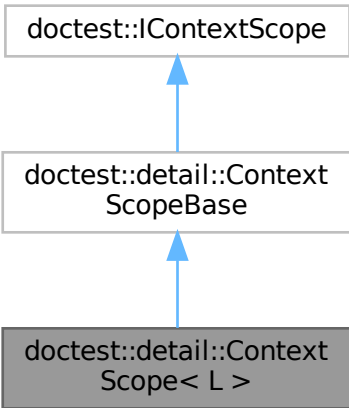 doctest::IContextScope
doctest::detail::Context
ScopeBase
doctest::detail::Context
Scope< L >